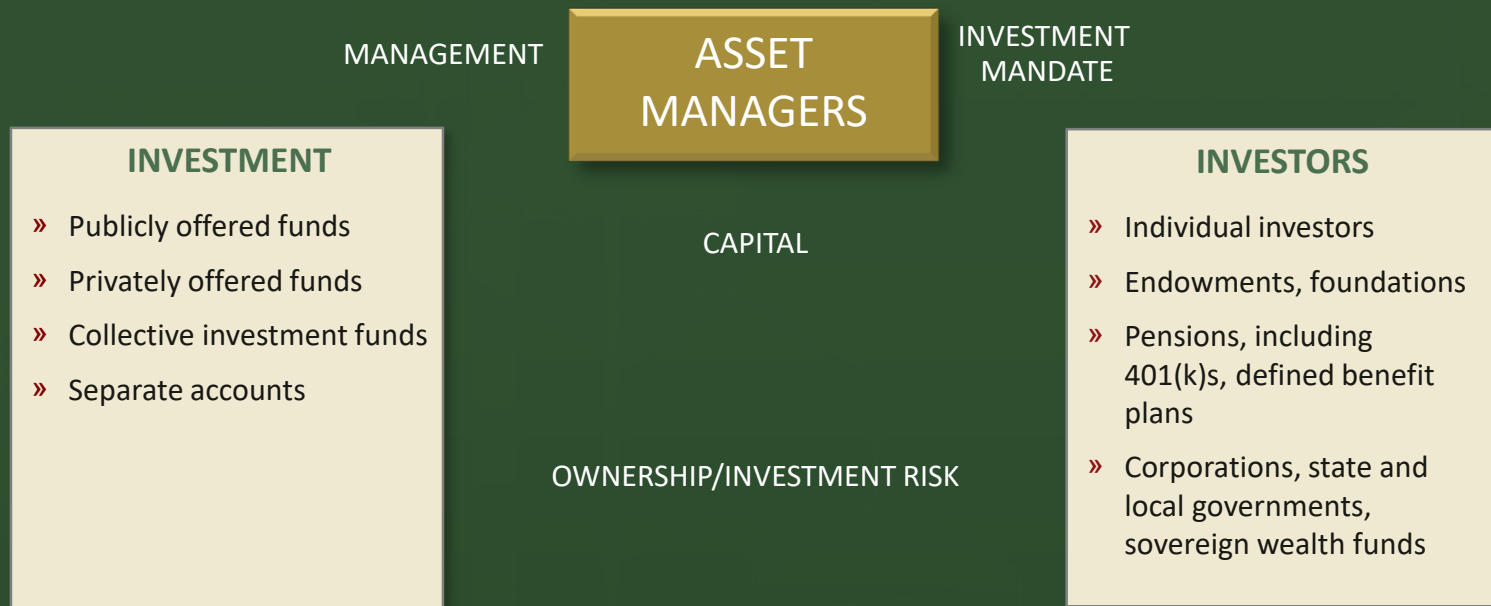 MANAGEMENT
ASSET
MANAGERS
INVESTMENT
MANDATE
INVESTMENT
» Publicly offered funds
» Privately offered funds
» Collective investment funds
» Separate accounts
CAPITAL
OWNERSHIP/INVESTMENT RISK
INVESTORS
» Individual investors
» Endowments, foundations
» Pensions, including
401(k)s, defined benefit
plans
» Corporations, state and
local governments,
sovereign wealth funds